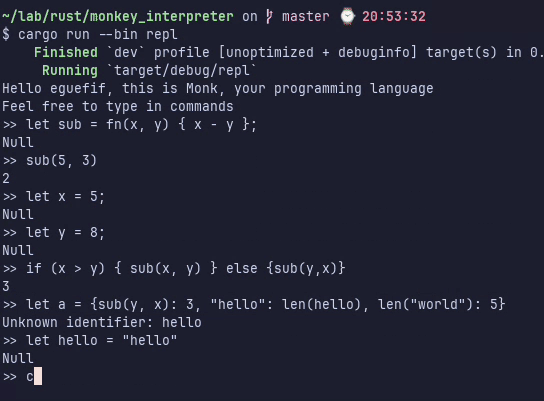 ~/lab/rust/monkey_interpreter on master 20:53:32
$ cargo run --bin repl
Finished `dev` profile [unoptimized + debuginfo] target(s) in 0.
Running `target/debug/repl`
Hello eguefif, this is Monk, your programming language
Feel free to type in commands
>> let sub = fn(x, y) { x - y };
Null
>> sub(5, 3)
2
>> let x = 5;
Null
>> let y = 8;
Null
>> if (x > y) { sub(x, y) } else {sub(y,x)}
3
>> let a = {sub(y, x): 3, "hello": len(hello), len("world"): 5}
Unknown identifier: hello
>> let hello = "hello"
Null
>> c